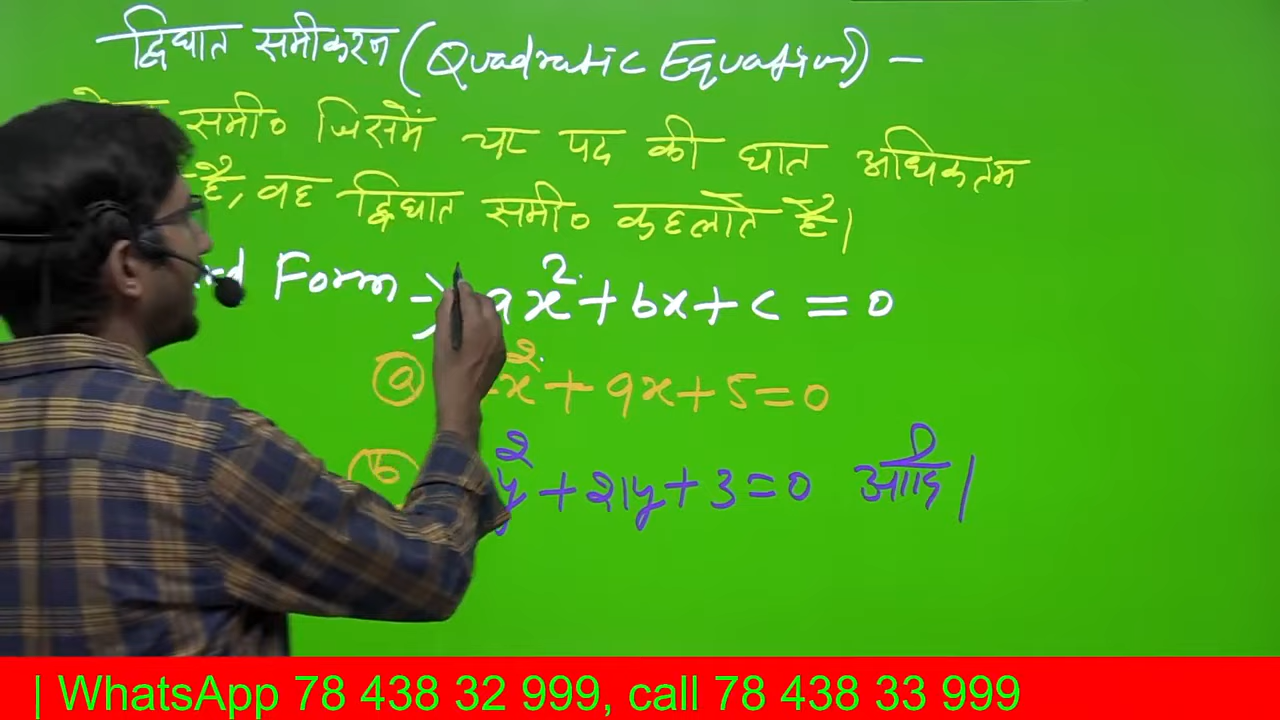 द्विघात समीकरण (Quadratic Equation) –
समी० जिसमें चर पद की घात अधिकतम
है, वह द्विघात समी० कहलाते हैं।
Form → ax² + bx + c = 0
(a) x² + 9x + 5 = 0
(b) y² + 21y + 3 = 0 आदि।
| WhatsApp 78 438 32 999, call 78 438 33 999